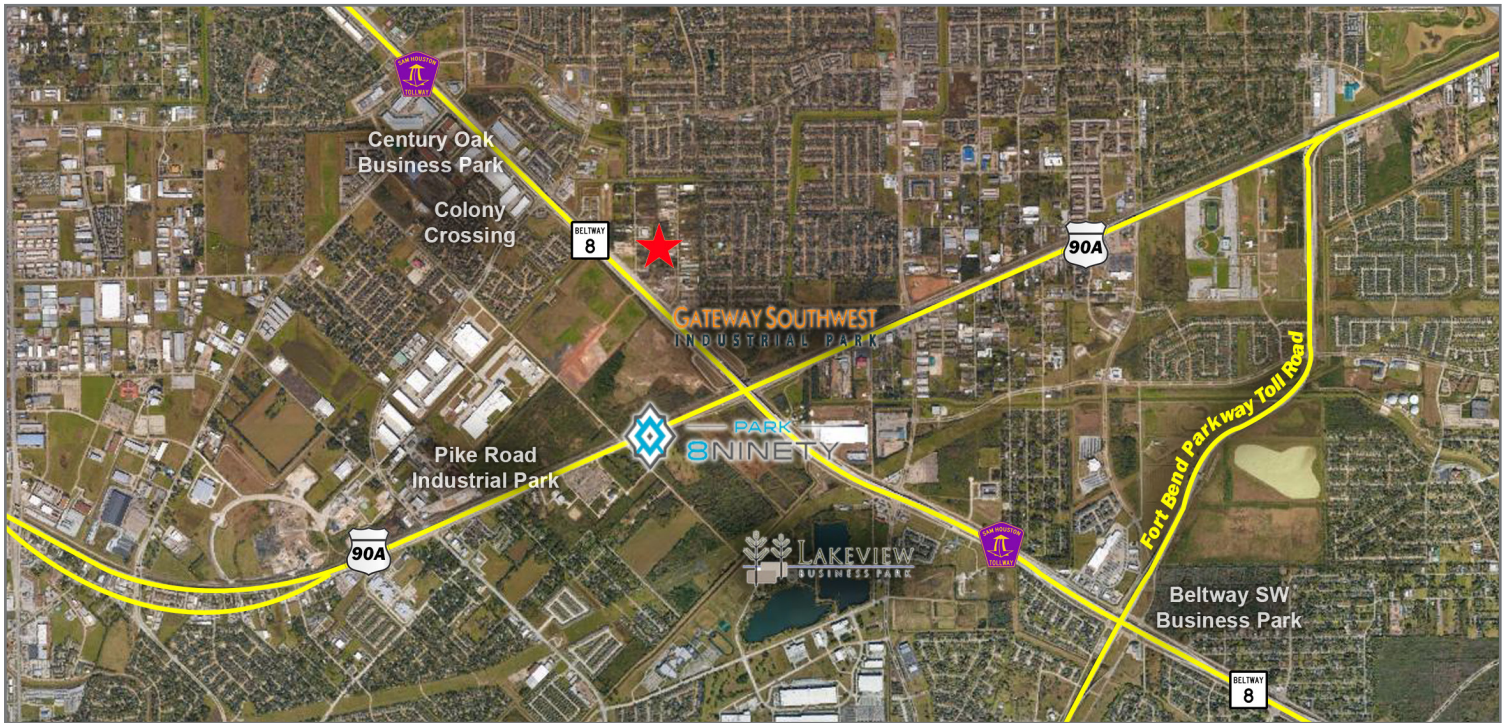 SAM HOUSTON
TOLLWAY
Century Oak
Business Park
Colony
Crossing
BELTWAY
8
90A
GATEWAY SOUTHWEST
INDUSTRIAL PARK
PARK
8NINETY
Pike Road
Industrial Park
90A
Fort Bend Parkway Toll Road
LAKEVIEW
BUSINESS PARK
SAM HOUSTON
TOLLWAY
Beltway SW
Business Park
BELTWAY
8